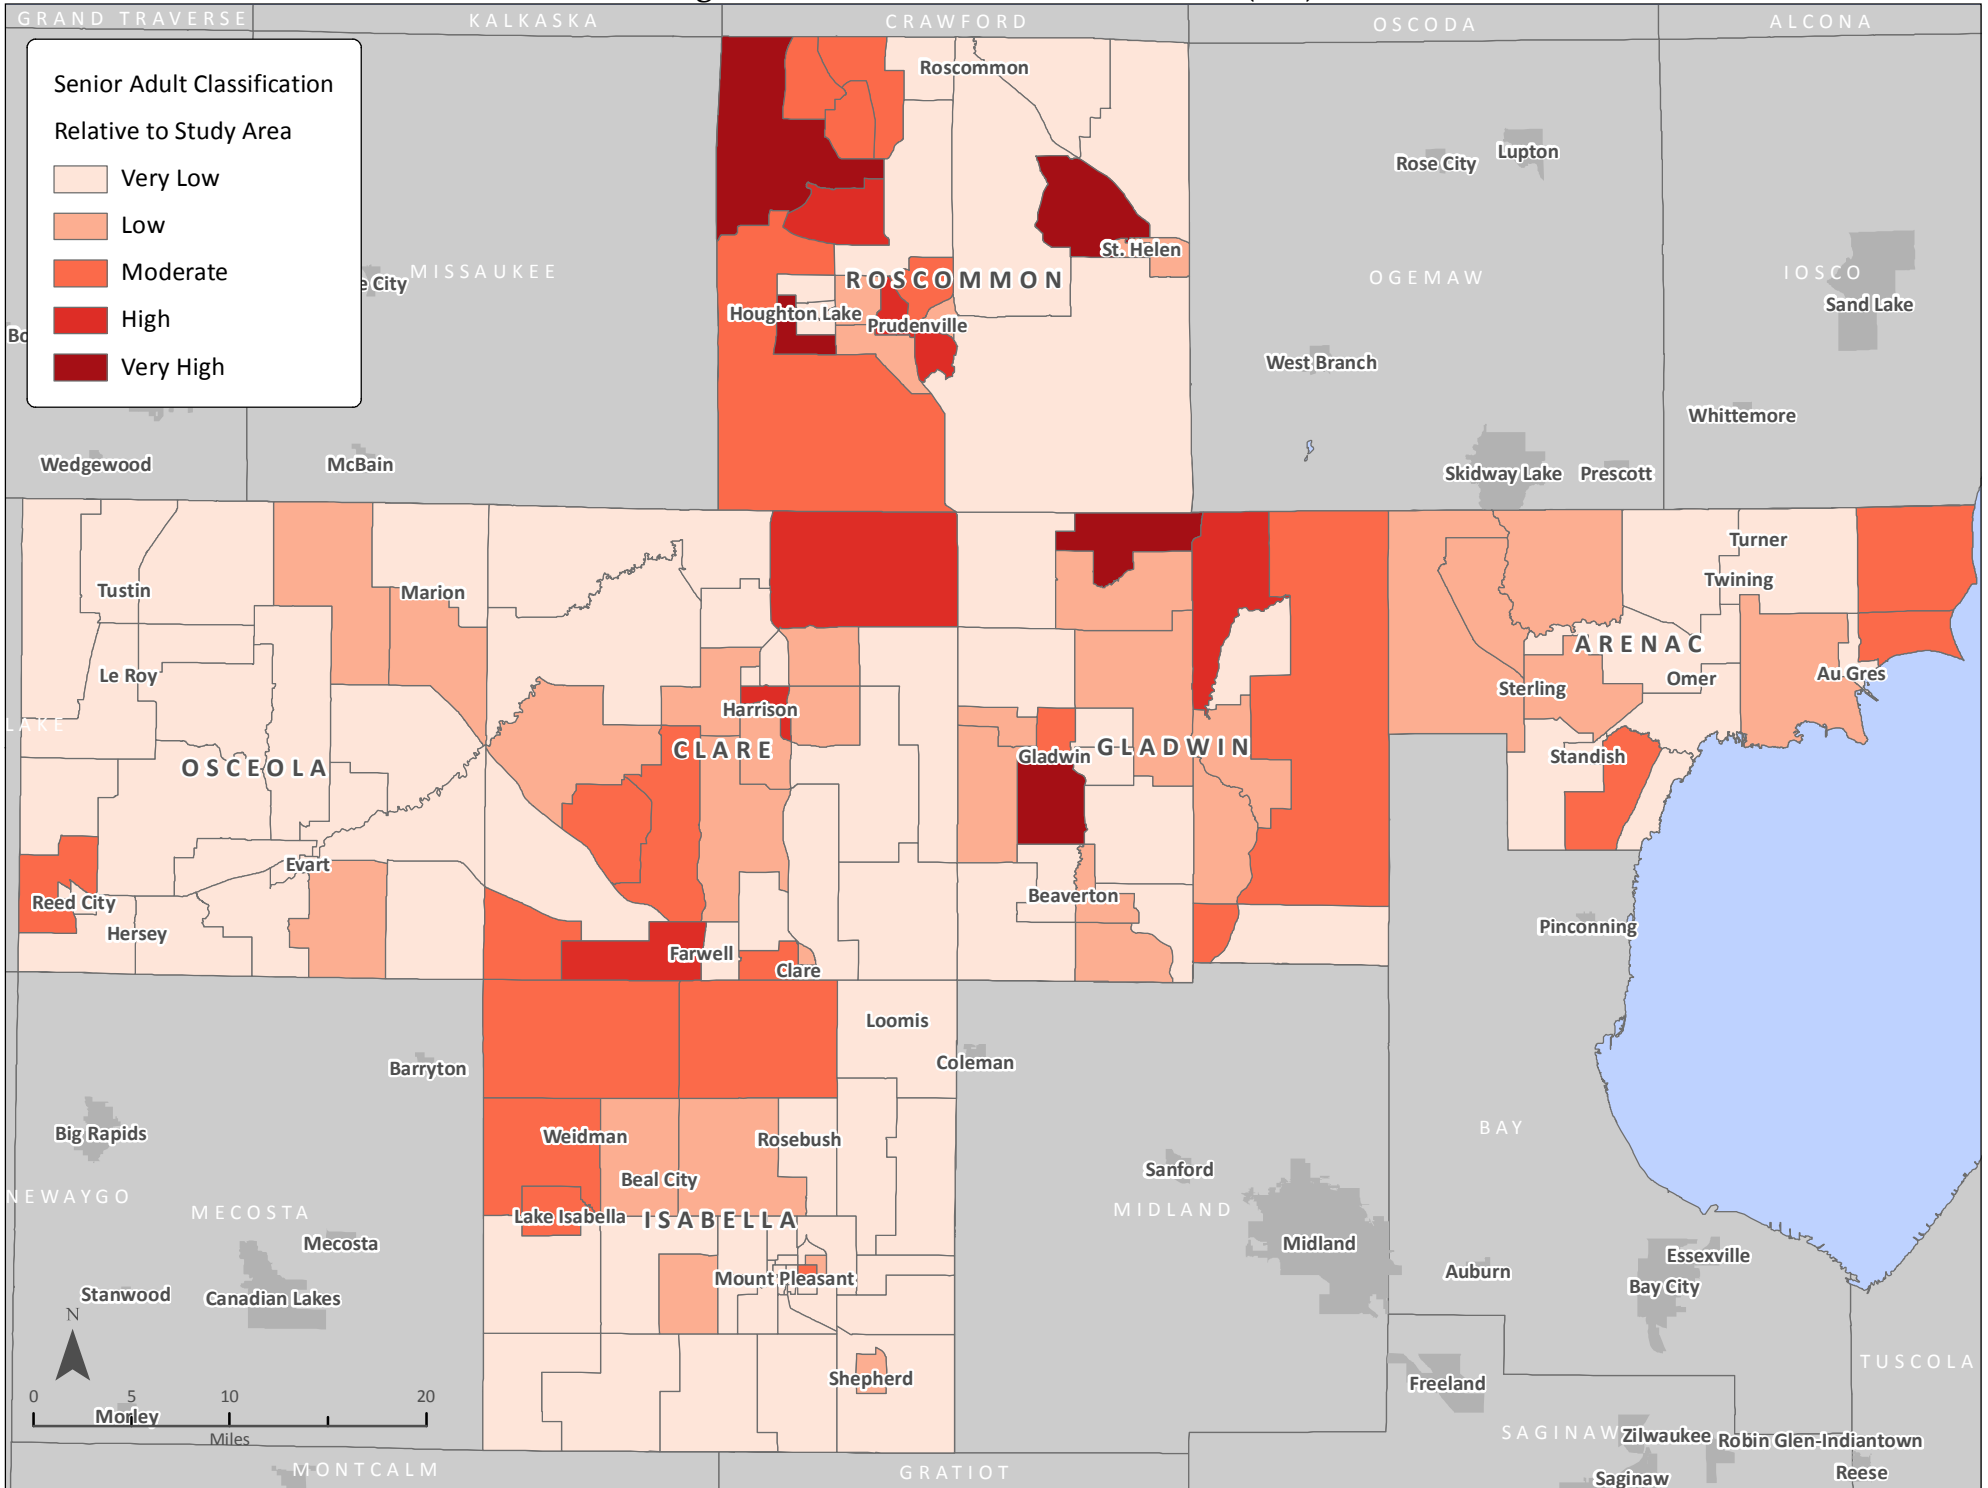 GRAND TRAVERSE
KALKASKA
CRAWFORD
OSCODA
ALCONA
Senior Adult Classification
Relative to Study Area
Very Low
Low
Moderate
High
Very High
Roscommon
Rose City
Lupton
St. Helen
MISSAUKEE
e City
ROSCOMMON
OGEMAW
IOSCO
Sand Lake
Houghton Lake
Prudenville
Bo
West Branch
Whittemore
Wedgewood
McBain
Skidway Lake
Prescott
Turner
Twining
Tustin
Marion
ARENAC
Le Roy
Omer
Au Gres
Sterling
Harrison
LAKE
CLARE
Gladwin
GLADWIN
Standish
OSCEOLA
Evart
Reed City
Beaverton
Hersey
Pinconning
Farwell
Clare
Loomis
Barryton
Coleman
Big Rapids
Weidman
Rosebush
BAY
Beal City
Sanford
NEWAYGO
MECOSTA
Lake Isabella
ISABELLA
MIDLAND
Mecosta
Midland
Essexville
Mount Pleasant
Auburn
Bay City
Stanwood
Canadian Lakes
N
Shepherd
TUSCOLA
Freeland
0 5 10 20
Morley
Miles
SAGINAW
Zilwaukee
Robin Glen-Indiantown
MONTCALM
GRATIOT
Saginaw
Reese